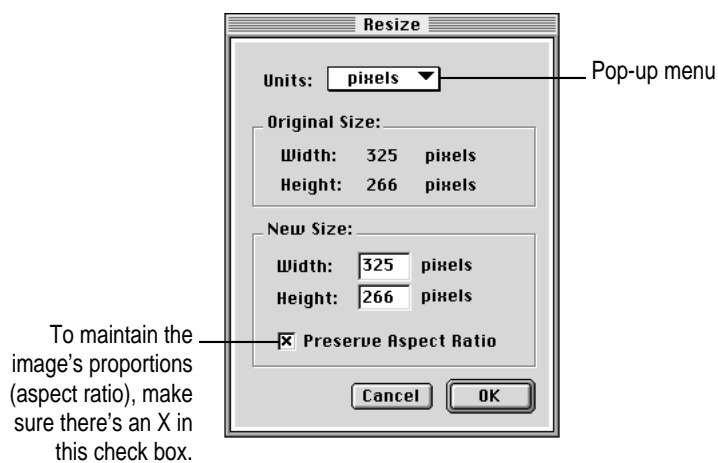 Resize
Units: pixels
Pop-up menu
Original Size:
Width: 325 pixels
Height: 266 pixels
New Size:
Width: 325 pixels
Height: 266 pixels
Preserve Aspect Ratio
To maintain the
image’s proportions
(aspect ratio), make
sure there’s an X in
this check box.
Cancel OK